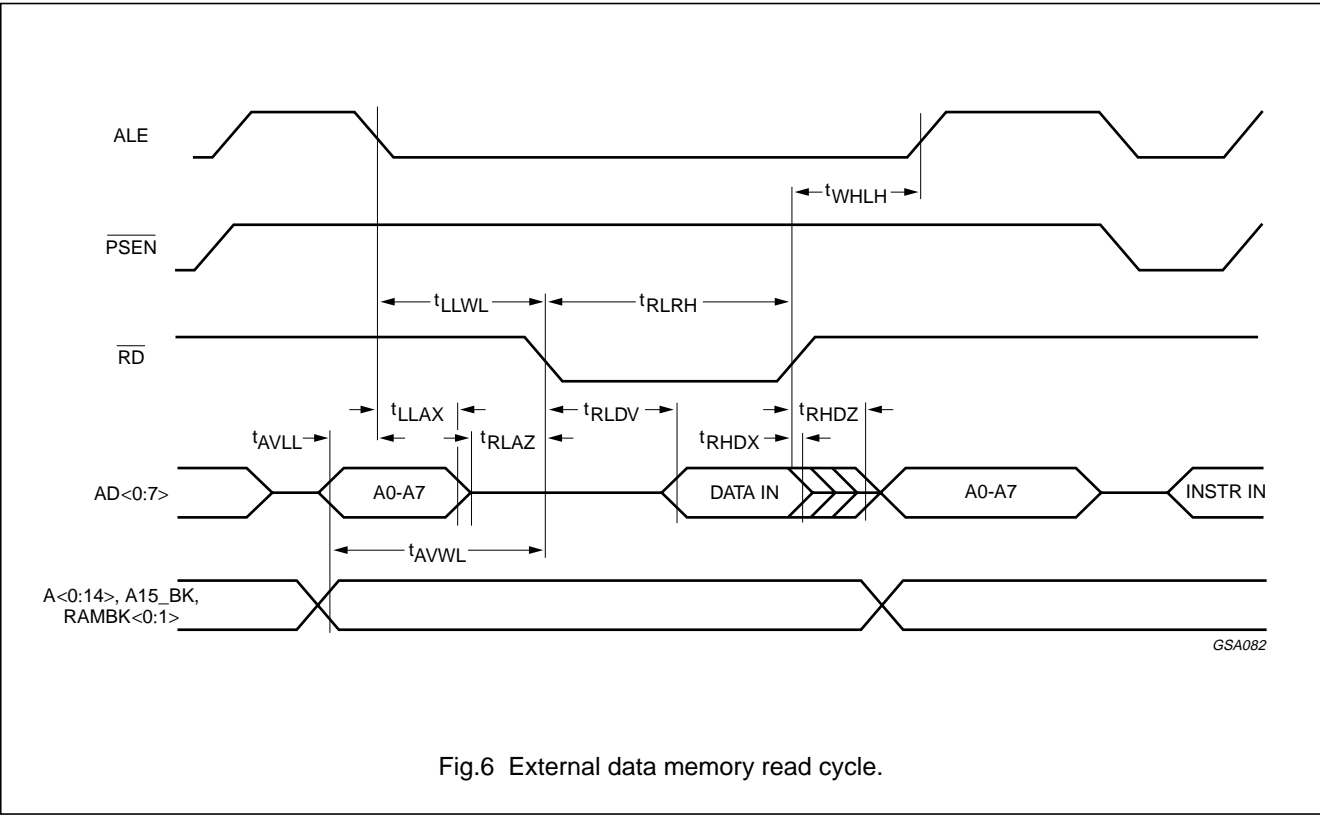 ALE
tWHLH
PSEN
tLLWL
tRLRH
RD
tLLAX
tRLDV
tRHDZ
tAVLL
tRLAZ
tRHDX
AD<0:7>
A0-A7
DATA IN
A0-A7
INSTR IN
tAVWL
A<0:14>, A15_BK,
RAMBK<0:1>
GSA082
Fig.6 External data memory read cycle.